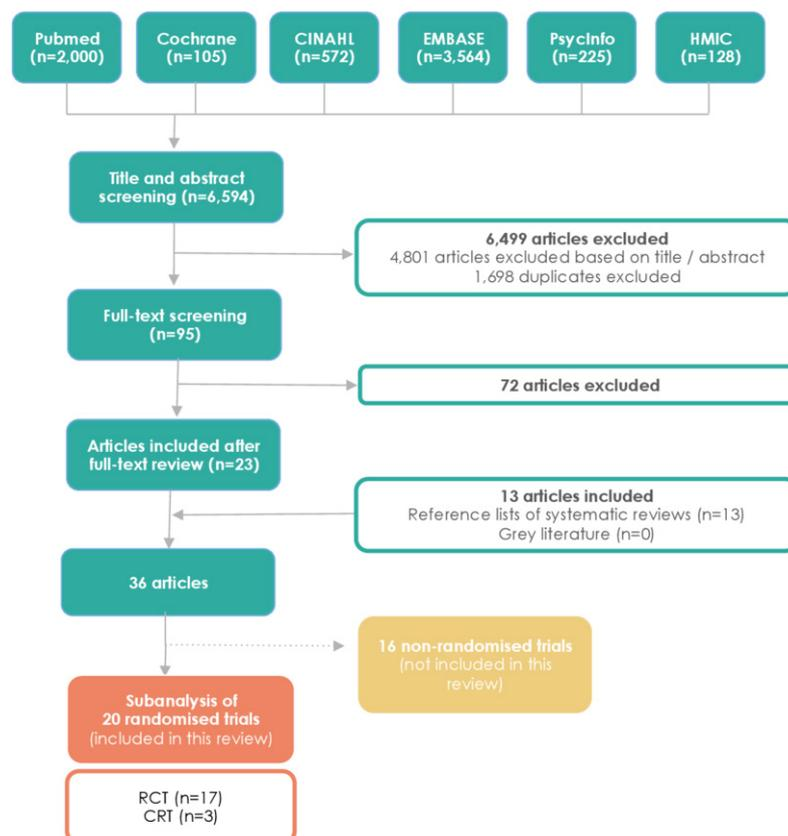 Pubmed
(n=2,000)
Cochrane
(n=105)
CINAHL
(n=572)
EMBASE
(n=3,564)
PsycInfo
(n=225)
HMIC
(n=128)
Title and abstract
screening (n=6,594)
6,499 articles excluded
4,801 articles excluded based on title / abstract
1,698 duplicates excluded
Full-text screening
(n=95)
72 articles excluded
Articles included after
full-text review (n=23)
13 articles included
Reference lists of systematic reviews (n=13)
Grey literature (n=0)
36 articles
16 non-randomised trials
(not included in this
review)
Subanalysis of
20 randomised trials
(included in this review)
RCT (n=17)
CRT (n=3)